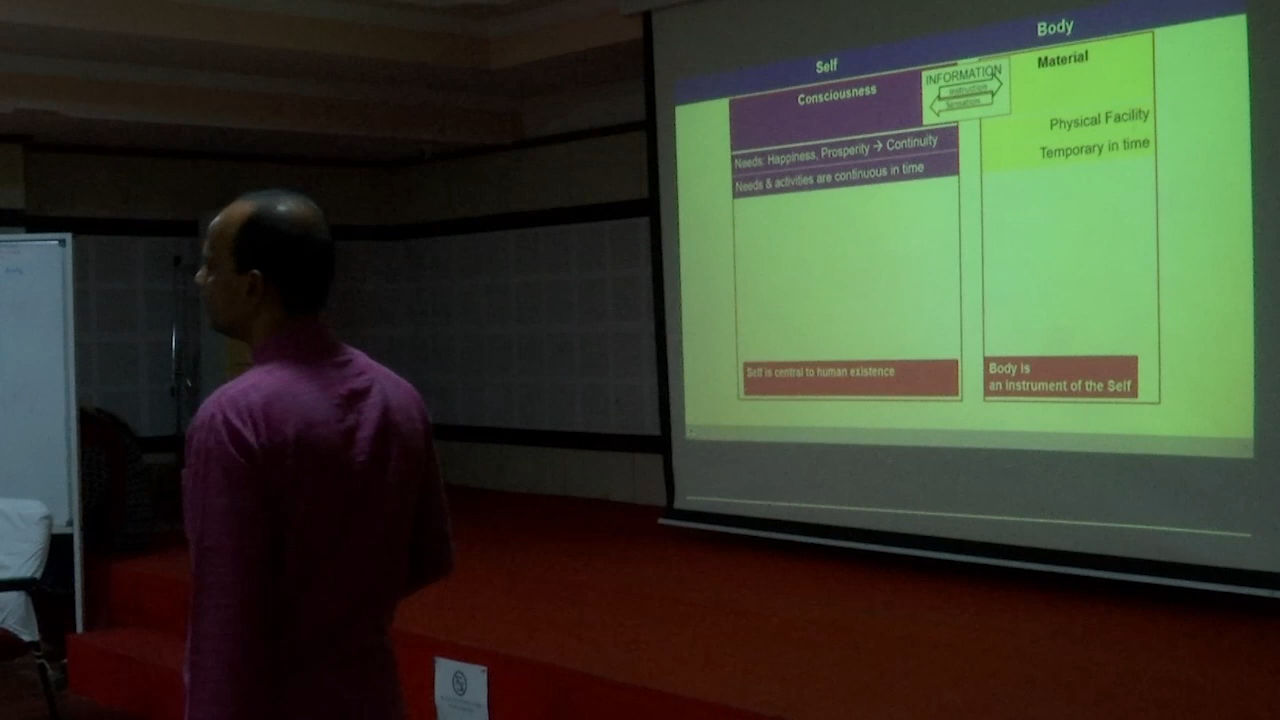 Self
Body
Consciousness
INFORMATION
Instruction
Sensation
Material
Needs: Happiness, Prosperity → Continuity
Needs & activities are continuous in time
Physical Facility
Temporary in time
Self is central to human existence
Body is
an instrument of the Self